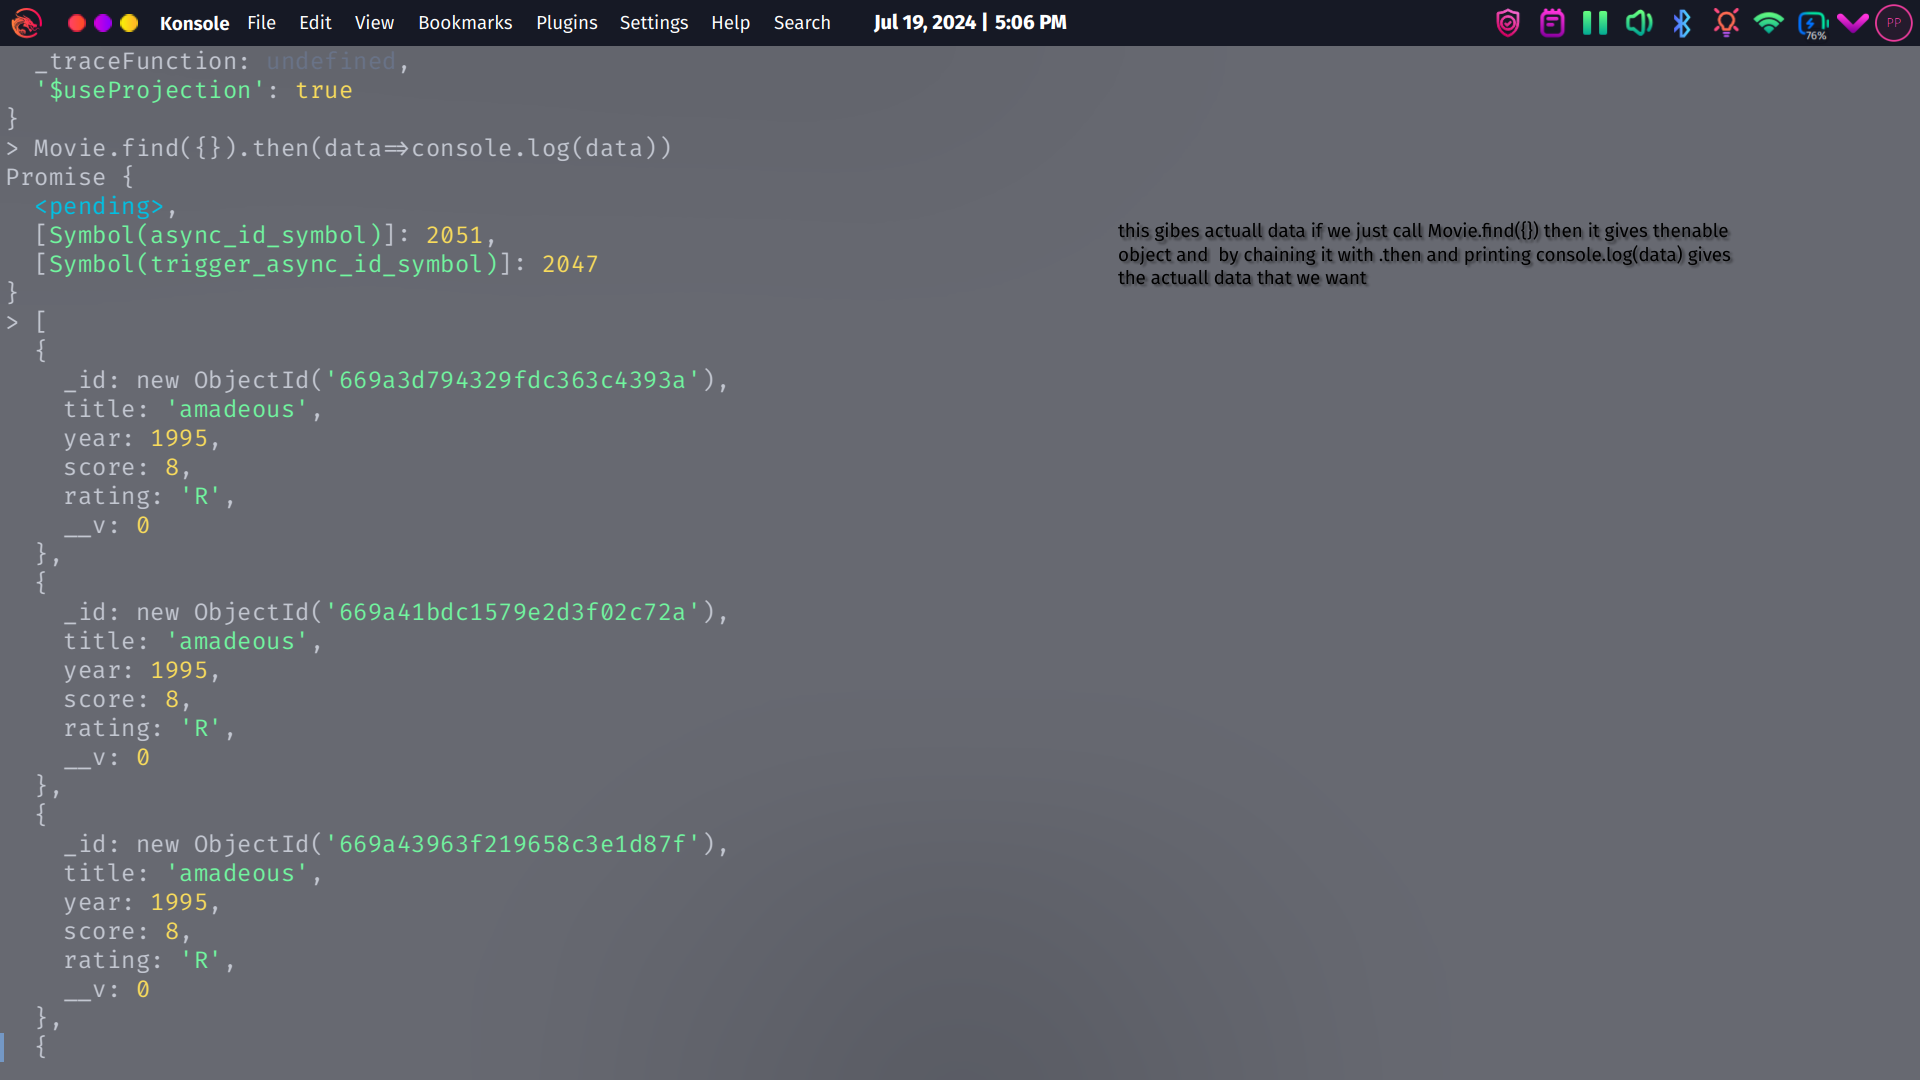 Konsole File Edit View Bookmarks Plugins Settings Help Search Jul 19, 2024 | 5:06 PM 76% PP
_traceFunction: undefined,
'$useProjection': true
}
> Movie.find({}).then(data=>console.log(data))
Promise {
<pending>,
[Symbol(async_id_symbol)]: 2051,
[Symbol(trigger_async_id_symbol)]: 2047
}
this gibes actuall data if we just call Movie.find({}) then it gives thenable
object and  by chaining it with .then and printing console.log(data) gives
the actuall data that we want
> [
{
_id: new ObjectId('669a3d794329fdc363c4393a'),
title: 'amadeous',
year: 1995,
score: 8,
rating: 'R',
__v: 0
},
{
_id: new ObjectId('669a41bdc1579e2d3f02c72a'),
title: 'amadeous',
year: 1995,
score: 8,
rating: 'R',
__v: 0
},
{
_id: new ObjectId('669a43963f219658c3e1d87f'),
title: 'amadeous',
year: 1995,
score: 8,
rating: 'R',
__v: 0
},
{